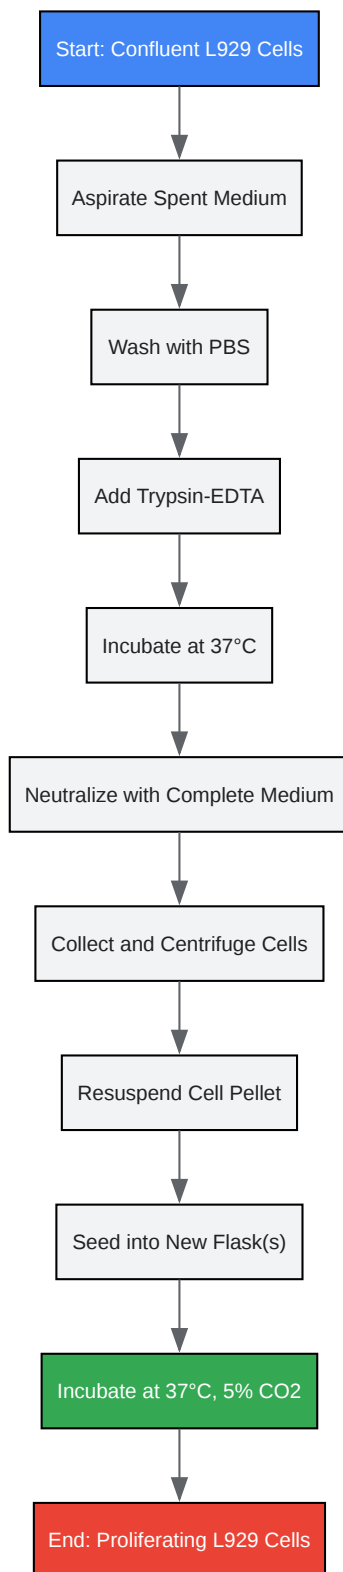 Start: Confluent L929 Cells
Aspirate Spent Medium
Wash with PBS
Add Trypsin-EDTA
Incubate at 37°C
Neutralize with Complete Medium
Collect and Centrifuge Cells
Resuspend Cell Pellet
Seed into New Flask(s)
Incubate at 37°C, 5% CO2
End: Proliferating L929 Cells